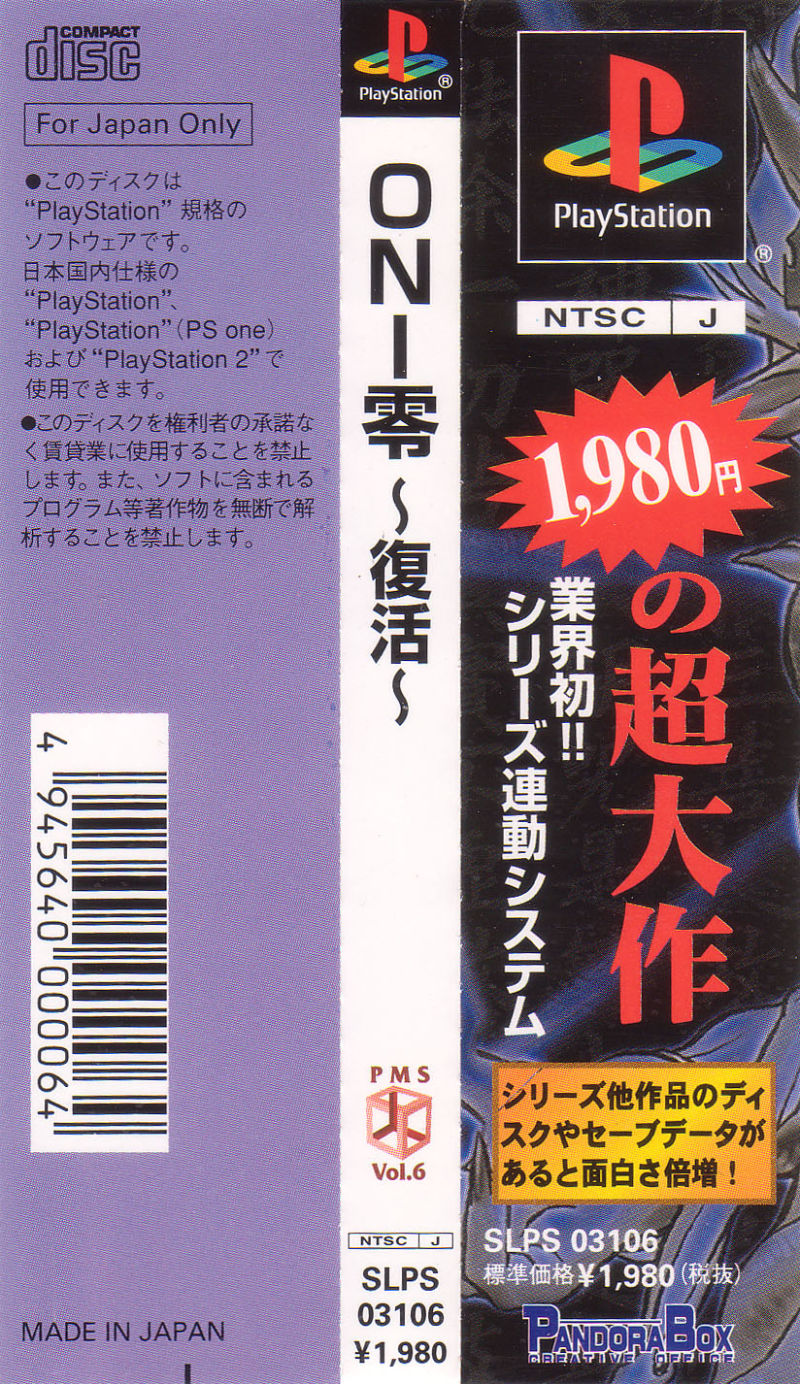 COMPACT
disc
For Japan Only
●このディスクは
“PlayStation” 規格の
ソフトウェアです。
日本国内仕様の
“PlayStation”、
“PlayStation”（PS one）
および “PlayStation 2” で
使用できます。
●このディスクを権利者の承諾な
く賃貸業に使用することを禁止
します。また、ソフトに含まれる
プログラム等著作物を無断で解
析することを禁止します。
4 945640 000064
MADE IN JAPAN
PlayStation®
ONI零～復活～
PMS
Vol.6
NTSC J
SLPS
03106
¥1,980
PlayStation
®
NTSC J
1,980円
の超大作
業界初!!
シリーズ連動システム
シリーズ他作品のディ
スクやセーブデータが
あると面白さ倍増！
SLPS 03106
標準価格¥1,980（税抜）
PANDORABOX
CREATIVE OFFICE